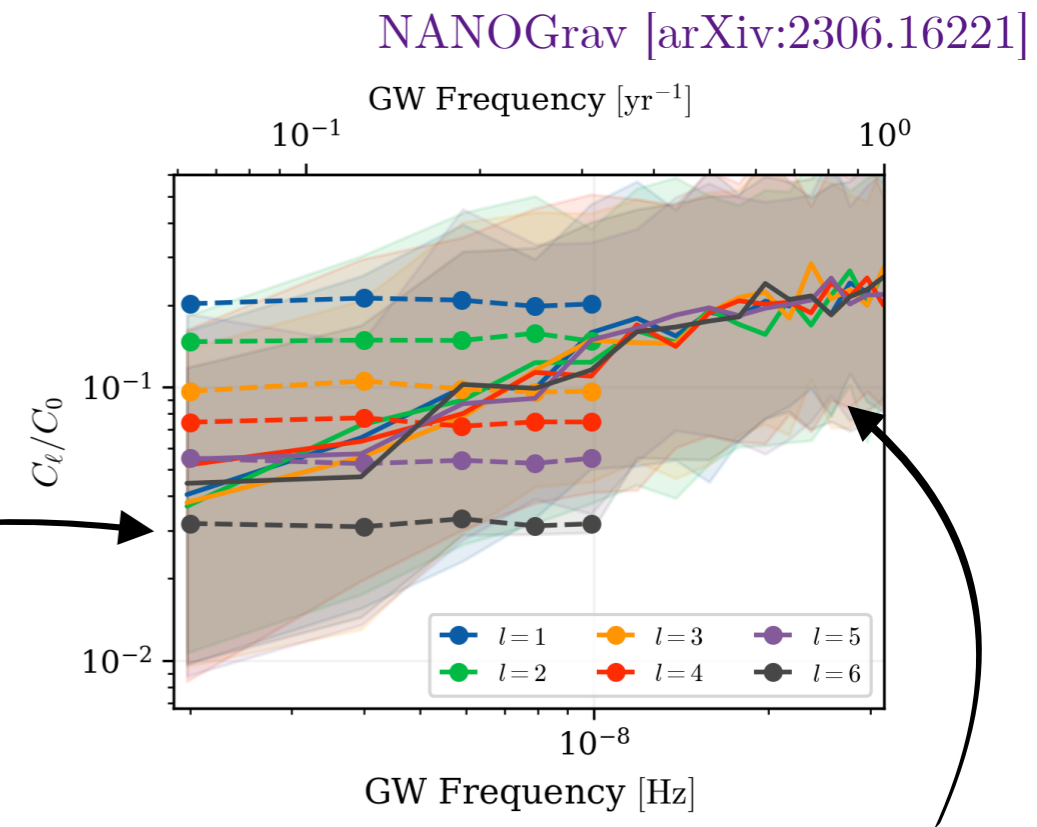 NANOGrav [arXiv:2306.16221]
GW Frequency [yr⁻¹]
10⁻¹ 10⁰
10⁻¹
10⁻²
C_ℓ/C₀
l=1 l=3 l=5
l=2 l=4 l=6
10⁻⁸
GW Frequency [Hz]